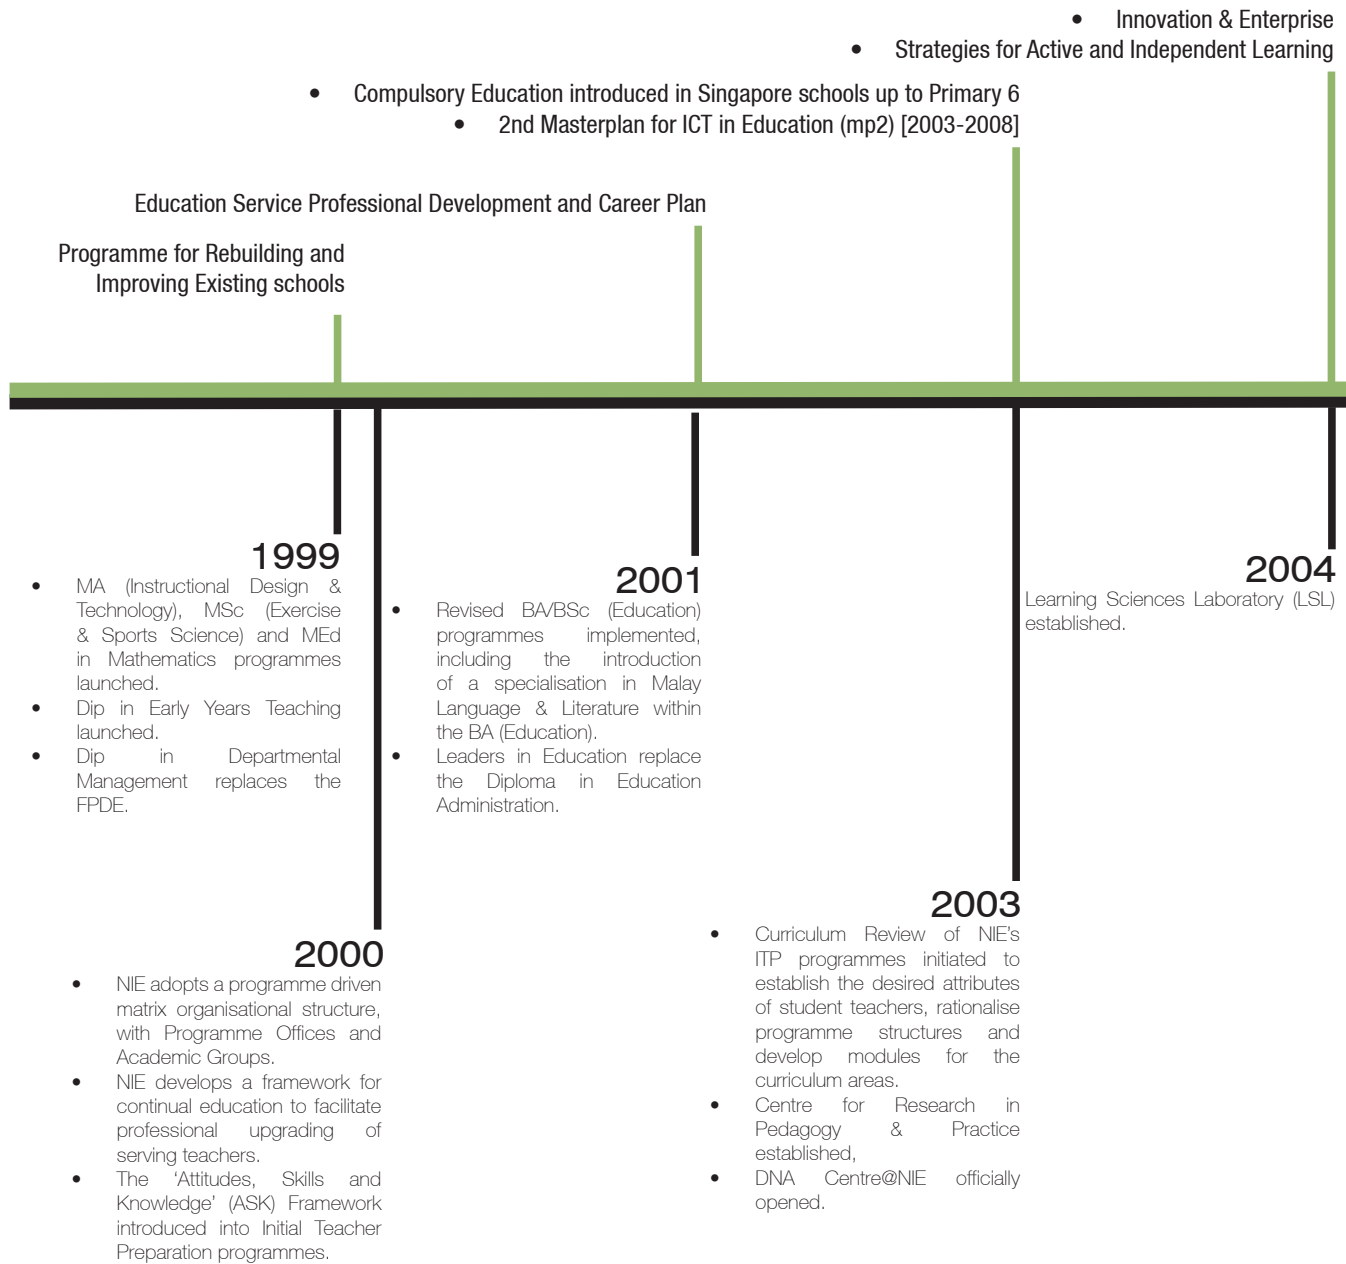 • Innovation & Enterprise
• Strategies for Active and Independent Learning
• Compulsory Education introduced in Singapore schools up to Primary 6
• 2nd Masterplan for ICT in Education (mp2) [2003-2008]
Education Service Professional Development and Career Plan
Programme for Rebuilding and
Improving Existing schools
1999
• MA (Instructional Design &
Technology), MSc (Exercise
& Sports Science) and MEd
in Mathematics programmes
launched.
• Dip in Early Years Teaching
launched.
• Dip in Departmental
Management replaces the
FPDE.
2000
• NIE adopts a programme driven
matrix organisational structure,
with Programme Offices and
Academic Groups.
• NIE develops a framework for
continual education to facilitate
professional upgrading of
serving teachers.
• The ‘Attitudes, Skills and
Knowledge’ (ASK) Framework
introduced into Initial Teacher
Preparation programmes.
2001
• Revised BA/BSc (Education)
programmes implemented,
including the introduction
of a specialisation in Malay
Language & Literature within
the BA (Education).
• Leaders in Education replace
the Diploma in Education
Administration.
2003
• Curriculum Review of NIE’s
ITP programmes initiated to
establish the desired attributes
of student teachers, rationalise
programme structures and
develop modules for the
curriculum areas.
• Centre for Research in
Pedagogy & Practice
established,
• DNA Centre@NIE officially
opened.
2004
Learning Sciences Laboratory (LSL)
established.